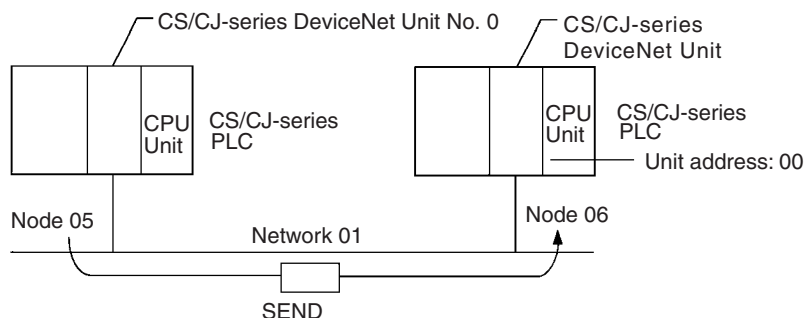 CS/CJ-series DeviceNet Unit No. 0
CS/CJ-series
DeviceNet Unit
CPU
Unit
CS/CJ-series
PLC
CPU
Unit
CS/CJ-series
PLC
Unit address: 00
Node 05
Network 01
Node 06
SEND